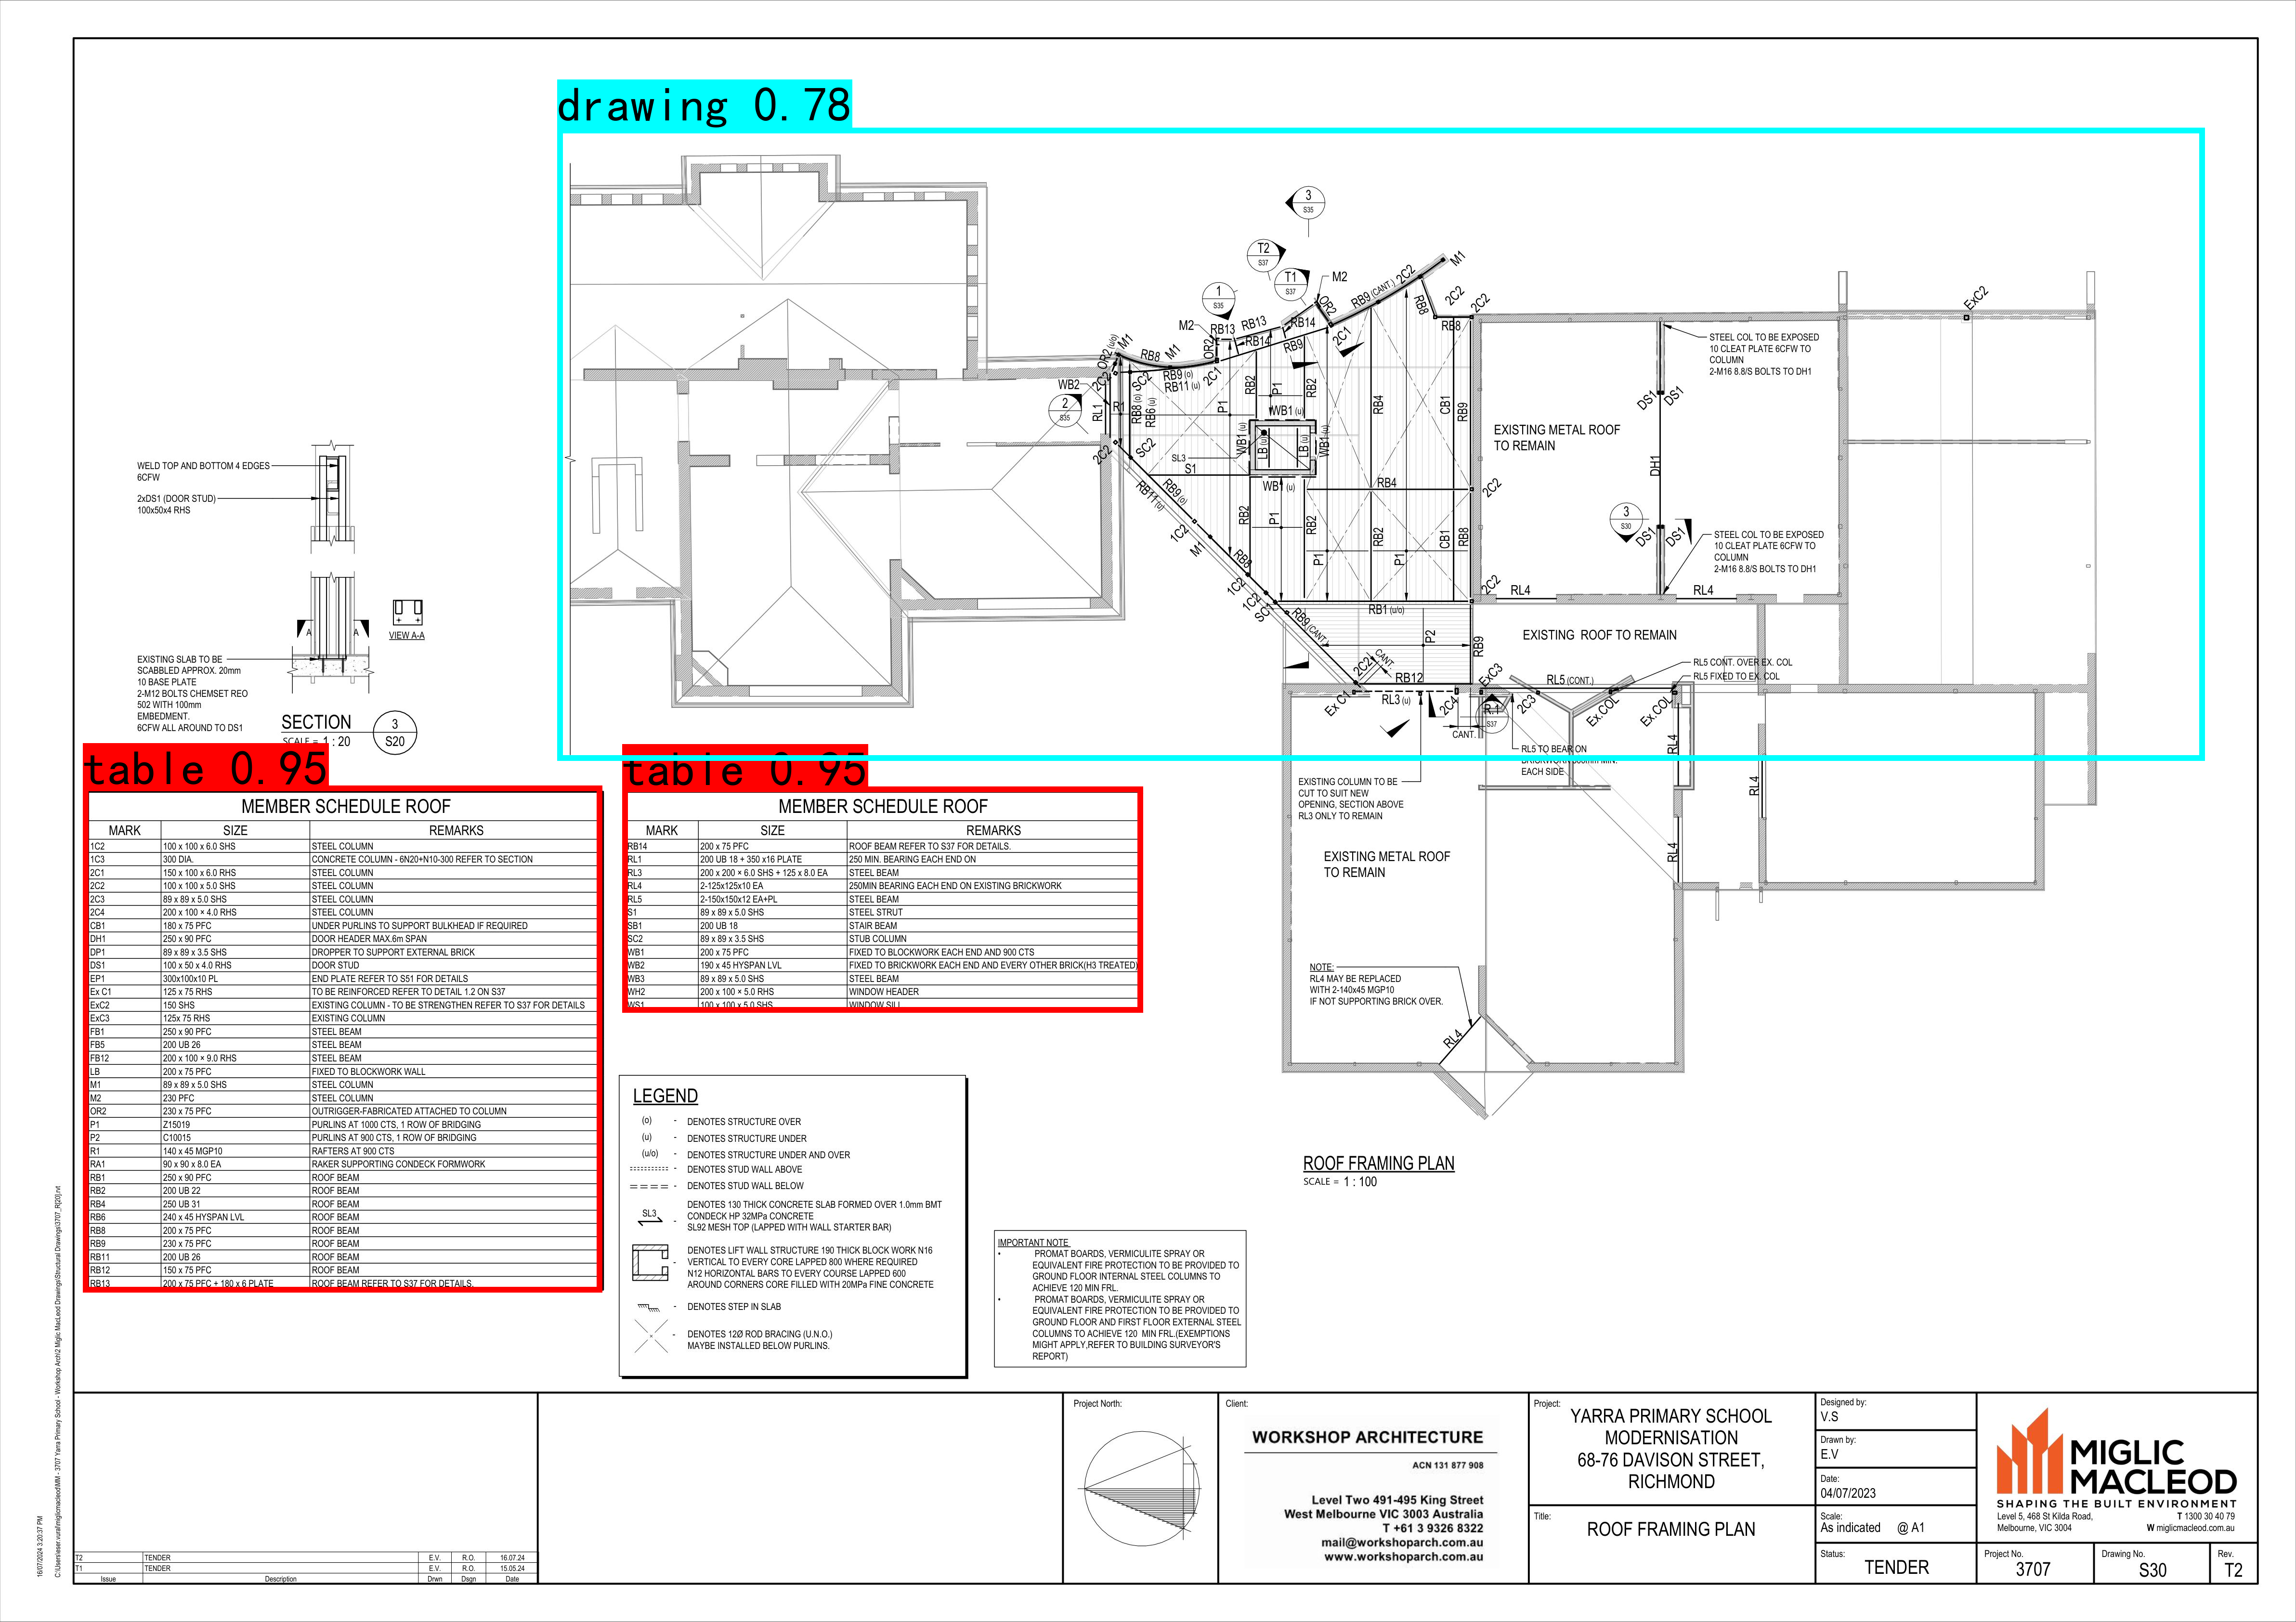 drawing 0.78
3
S35
T2
S37
T1
S37
M2
1
S35
M2
OR2
RB9 (CANT.)
2C2
M1
RB8
2C2
2C2
RB8
ExC2
RB13
RB13
RB14
RB14
RB9
2C1
OR2
OR2 (u/o)
M1
RB8
M1
2C2
SC2
RB9 (o)
RB11 (u)
2C1
WB2
2
S35
RL1
R1
RB8 (o)
RB6 (u)
P1
RB2
P1
RB2
RB4
CB1
RB9
WB1 (u)
WB1 (u)
LB (u)
LB (u)
WB1 (u)
SL3
S1
WB1 (u)
2C2
SC2
RB4
2C2
RB9 (o)
RB11 (u)
RB2
P1
RB2
RB2
CB1
RB8
1C2
M1
RB8
P1
P1
1C2
1C2
SC1
2C2
RB1 (u/o)
RB9 (CANT.)
P2
RB9
CANT.
2C2
RB12
ExC3
Ex C1
RL3 (u)
2C4
R.1
S37
2C3
CANT.
RL5 (CONT.)
Ex.COL
Ex.COL
STEEL COL TO BE EXPOSED
10 CLEAT PLATE 6CFW TO
COLUMN
2-M16 8.8/S BOLTS TO DH1
EXISTING METAL ROOF
TO REMAIN
DS1
DS1
DH1
3
S30
DS1
DS1
STEEL COL TO BE EXPOSED
10 CLEAT PLATE 6CFW TO
COLUMN
2-M16 8.8/S BOLTS TO DH1
RL4
RL4
EXISTING ROOF TO REMAIN
RL5 CONT. OVER EX. COL
RL5 FIXED TO EX. COL
RL5 TO BEAR ON
EACH SIDE
RL4
RL4
RL4
EXISTING COLUMN TO BE
CUT TO SUIT NEW
OPENING, SECTION ABOVE
RL3 ONLY TO REMAIN
EXISTING METAL ROOF
TO REMAIN
NOTE:
RL4 MAY BE REPLACED
WITH 2-140x45 MGP10
IF NOT SUPPORTING BRICK OVER.
RL4
ROOF FRAMING PLAN
SCALE = 1 : 100
WELD TOP AND BOTTOM 4 EDGES
6CFW
2xDS1 (DOOR STUD)
100x50x4 RHS
A
A
VIEW A-A
EXISTING SLAB TO BE
SCABBLED APPROX. 20mm
10 BASE PLATE
2-M12 BOLTS CHEMSET REO
502 WITH 100mm
EMBEDMENT.
6CFW ALL AROUND TO DS1
SECTION
SCALE = 1 : 20
3
S20
table 0.95
MEMBER SCHEDULE ROOF
MARK SIZE REMARKS
1C2 100 x 100 x 6.0 SHS STEEL COLUMN
1C3 300 DIA. CONCRETE COLUMN - 6N20+N10-300 REFER TO SECTION
2C1 150 x 100 x 6.0 RHS STEEL COLUMN
2C2 100 x 100 x 5.0 SHS STEEL COLUMN
2C3 89 x 89 x 5.0 SHS STEEL COLUMN
2C4 200 x 100 × 4.0 RHS STEEL COLUMN
CB1 180 x 75 PFC UNDER PURLINS TO SUPPORT BULKHEAD IF REQUIRED
DH1 250 x 90 PFC DOOR HEADER MAX.6m SPAN
DP1 89 x 89 x 3.5 SHS DROPPER TO SUPPORT EXTERNAL BRICK
DS1 100 x 50 x 4.0 RHS DOOR STUD
EP1 300x100x10 PL END PLATE REFER TO S51 FOR DETAILS
Ex C1 125 x 75 RHS TO BE REINFORCED REFER TO DETAIL 1.2 ON S37
ExC2 150 SHS EXISTING COLUMN - TO BE STRENGTHEN REFER TO S37 FOR DETAILS
ExC3 125x 75 RHS EXISTING COLUMN
FB1 250 x 90 PFC STEEL BEAM
FB5 200 UB 26 STEEL BEAM
FB12 200 x 100 × 9.0 RHS STEEL BEAM
LB 200 x 75 PFC FIXED TO BLOCKWORK WALL
M1 89 x 89 x 5.0 SHS STEEL COLUMN
M2 230 PFC STEEL COLUMN
OR2 230 x 75 PFC OUTRIGGER-FABRICATED ATTACHED TO COLUMN
P1 Z15019 PURLINS AT 1000 CTS, 1 ROW OF BRIDGING
P2 C10015 PURLINS AT 900 CTS, 1 ROW OF BRIDGING
R1 140 x 45 MGP10 RAFTERS AT 900 CTS
RA1 90 x 90 x 8.0 EA RAKER SUPPORTING CONDECK FORMWORK
RB1 250 x 90 PFC ROOF BEAM
RB2 200 UB 22 ROOF BEAM
RB4 250 UB 31 ROOF BEAM
RB6 240 x 45 HYSPAN LVL ROOF BEAM
RB8 200 x 75 PFC ROOF BEAM
RB9 230 x 75 PFC ROOF BEAM
RB11 200 UB 26 ROOF BEAM
RB12 150 x 75 PFC ROOF BEAM
RB13 200 x 75 PFC + 180 x 6 PLATE ROOF BEAM REFER TO S37 FOR DETAILS.
table 0.95
MEMBER SCHEDULE ROOF
MARK SIZE REMARKS
RB14 200 x 75 PFC ROOF BEAM REFER TO S37 FOR DETAILS.
RL1 200 UB 18 + 350 x16 PLATE 250 MIN. BEARING EACH END ON
RL3 200 x 200 × 6.0 SHS + 125 x 8.0 EA STEEL BEAM
RL4 2-125x125x10 EA 250MIN BEARING EACH END ON EXISTING BRICKWORK
RL5 2-150x150x12 EA+PL STEEL BEAM
S1 89 x 89 x 5.0 SHS STEEL STRUT
SB1 200 UB 18 STAIR BEAM
SC2 89 x 89 x 3.5 SHS STUB COLUMN
WB1 200 x 75 PFC FIXED TO BLOCKWORK EACH END AND 900 CTS
WB2 190 x 45 HYSPAN LVL FIXED TO BRICKWORK EACH END AND EVERY OTHER BRICK(H3 TREATED)
WB3 89 x 89 x 5.0 SHS STEEL BEAM
WH2 200 x 100 × 5.0 RHS WINDOW HEADER
WS1 100 x 100 x 5.0 SHS WINDOW SILL
LEGEND
(o) - DENOTES STRUCTURE OVER
(u) - DENOTES STRUCTURE UNDER
(u/o) - DENOTES STRUCTURE UNDER AND OVER
- DENOTES STUD WALL ABOVE
- DENOTES STUD WALL BELOW
DENOTES 130 THICK CONCRETE SLAB FORMED OVER 1.0mm BMT
SL3 - CONDECK HP 32MPa CONCRETE
SL92 MESH TOP (LAPPED WITH WALL STARTER BAR)
DENOTES LIFT WALL STRUCTURE 190 THICK BLOCK WORK N16
- VERTICAL TO EVERY CORE LAPPED 800 WHERE REQUIRED
N12 HORIZONTAL BARS TO EVERY COURSE LAPPED 600
AROUND CORNERS CORE FILLED WITH 20MPa FINE CONCRETE
- DENOTES STEP IN SLAB
- DENOTES 12Ø ROD BRACING (U.N.O.)
MAYBE INSTALLED BELOW PURLINS.
IMPORTANT NOTE
• PROMAT BOARDS, VERMICULITE SPRAY OR
EQUIVALENT FIRE PROTECTION TO BE PROVIDED TO
GROUND FLOOR INTERNAL STEEL COLUMNS TO
ACHIEVE 120 MIN FRL.
• PROMAT BOARDS, VERMICULITE SPRAY OR
EQUIVALENT FIRE PROTECTION TO BE PROVIDED TO
GROUND FLOOR AND FIRST FLOOR EXTERNAL STEEL
COLUMNS TO ACHIEVE 120 MIN FRL.(EXEMPTIONS
MIGHT APPLY,REFER TO BUILDING SURVEYOR'S
REPORT)
16/07/2024 3:20:37 PM
T2 TENDER E.V. R.O. 16.07.24
T1 TENDER E.V. R.O. 15.05.24
Issue Description Drwn Dsgn Date
Project North:
Client:
WORKSHOP ARCHITECTURE
ACN 131 877 908
Level Two 491-495 King Street
West Melbourne VIC 3003 Australia
T +61 3 9326 8322
mail@workshoparch.com.au
www.workshoparch.com.au
Project:
YARRA PRIMARY SCHOOL
MODERNISATION
68-76 DAVISON STREET,
RICHMOND
Title:
ROOF FRAMING PLAN
Designed by:
V.S
Drawn by:
E.V
Date:
04/07/2023
Scale:
As indicated @ A1
Status:
TENDER
MIGLIC
MACLEOD
SHAPING THE BUILT ENVIRONMENT
Level 5, 468 St Kilda Road, T 1300 30 40 79
Melbourne, VIC 3004 W miglicmacleod.com.au
Project No.
3707
Drawing No.
S30
Rev.
T2